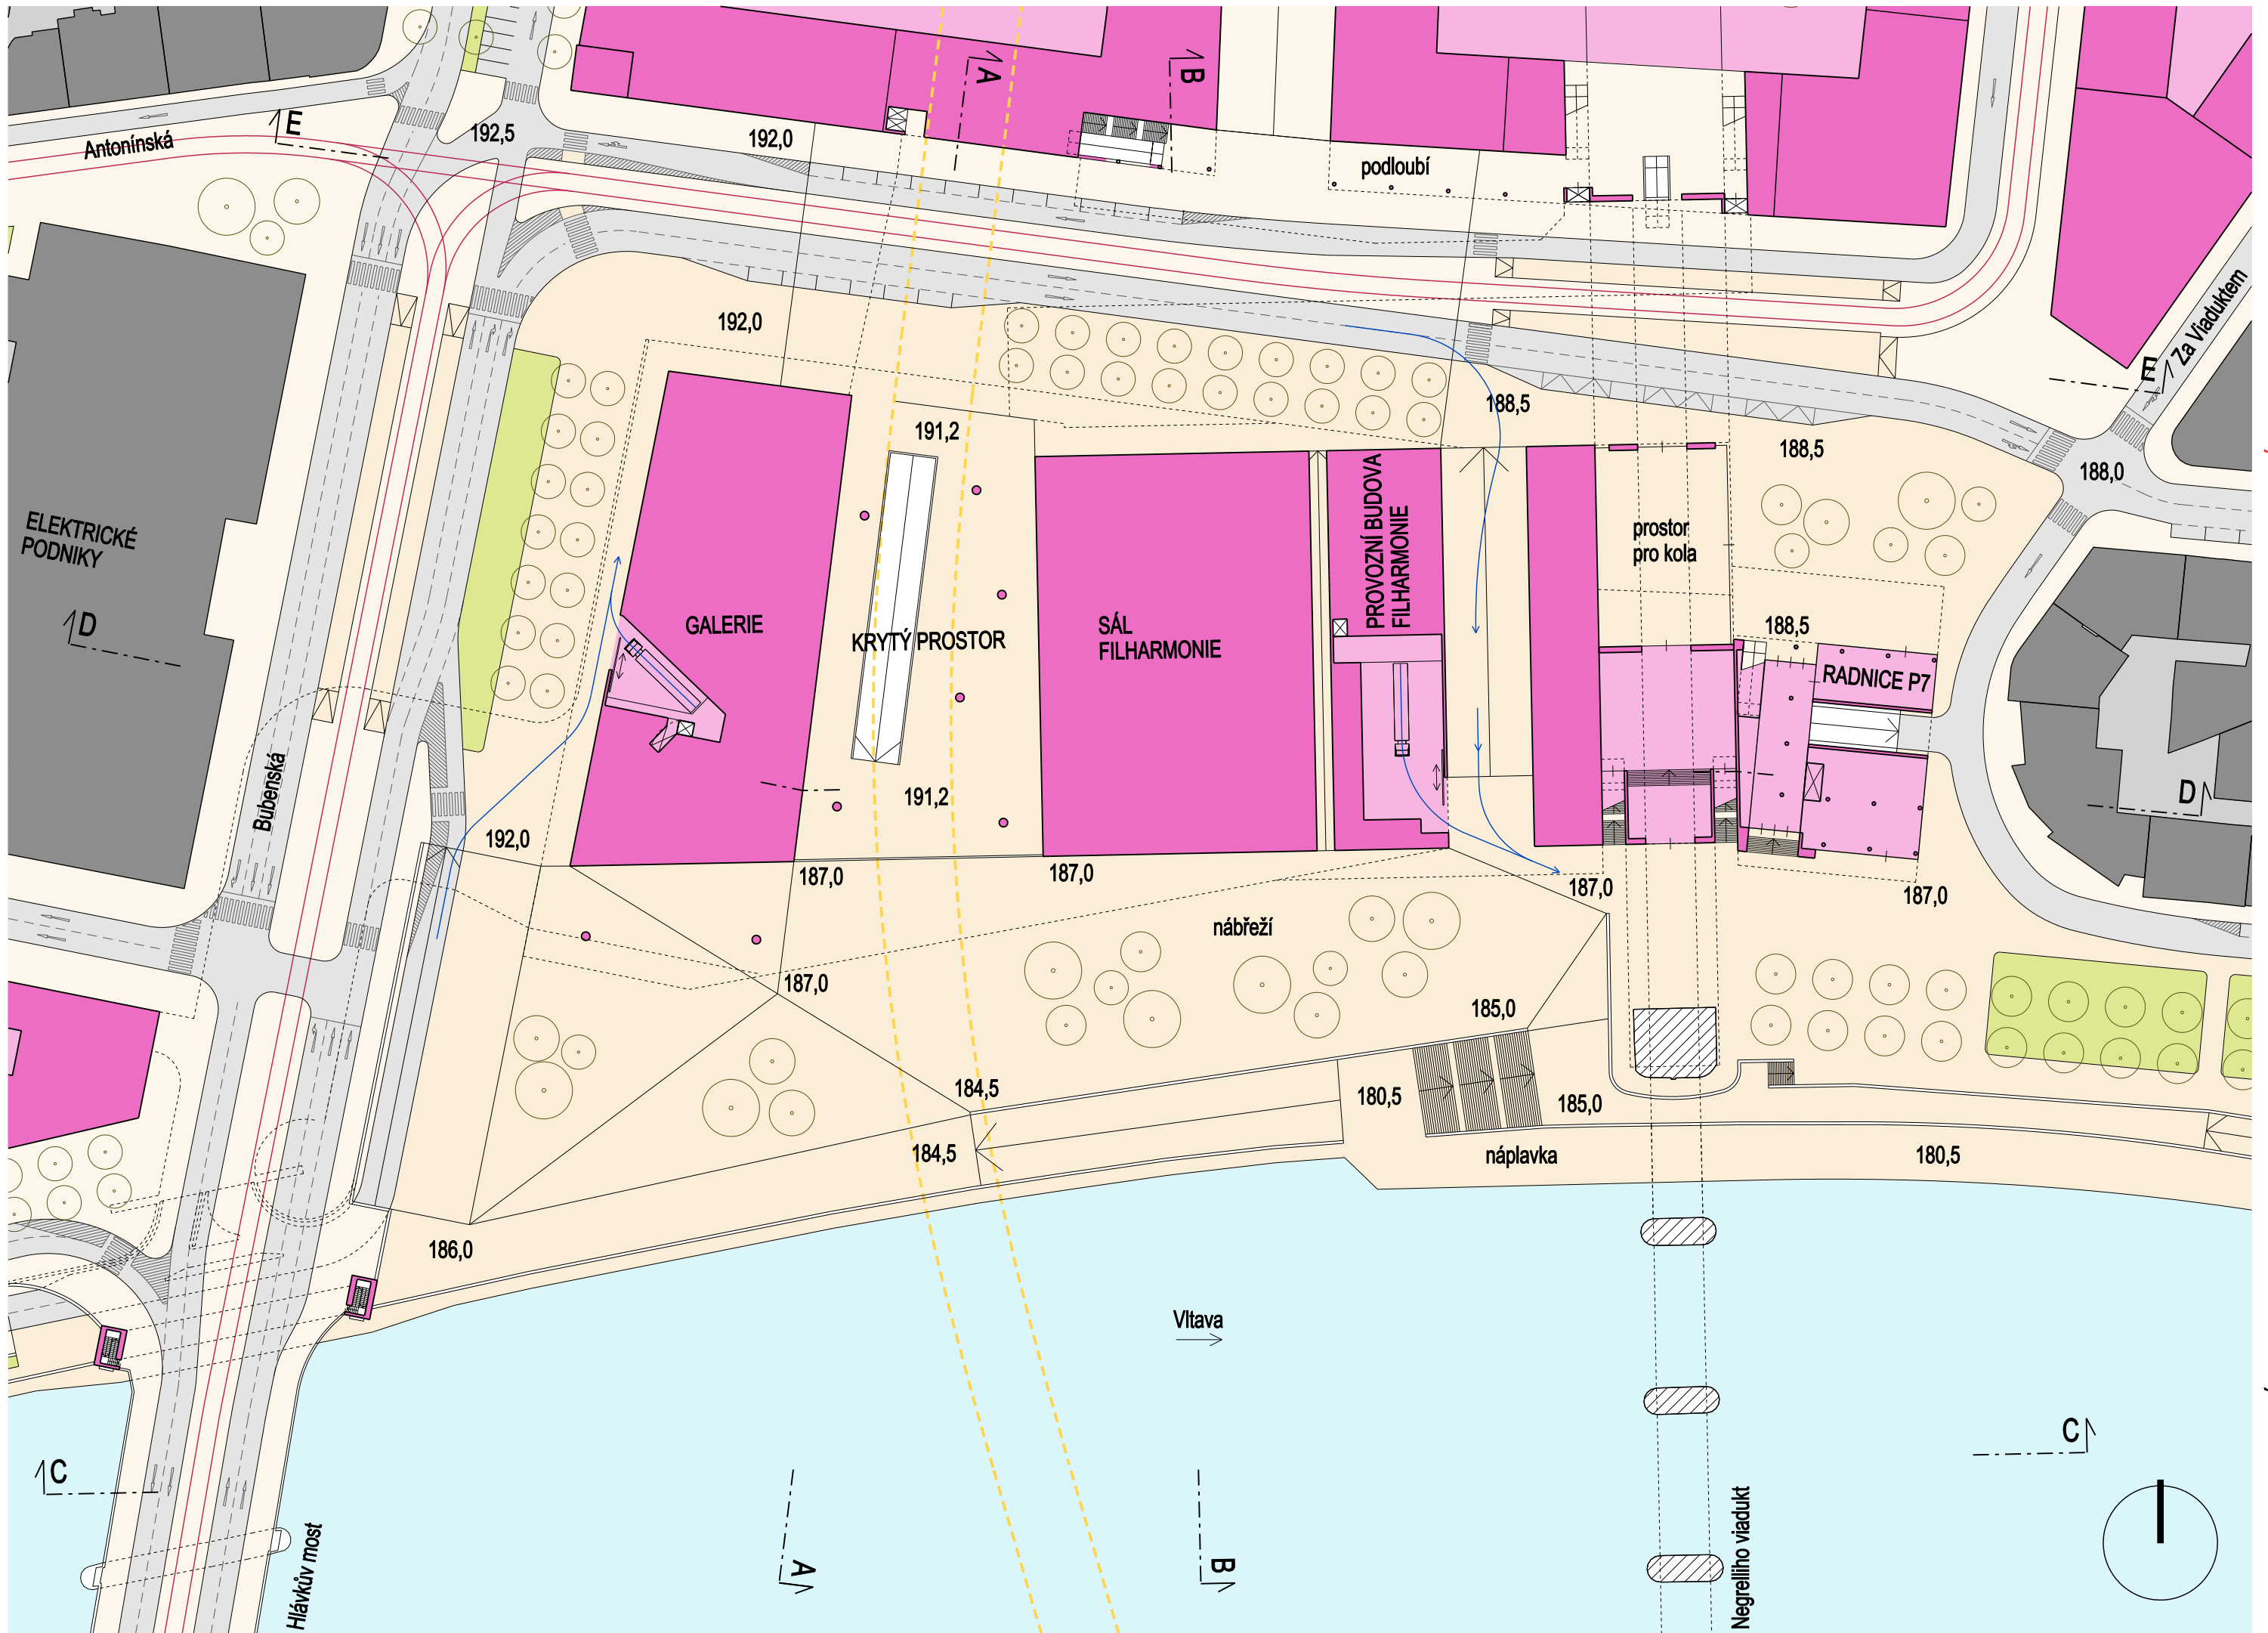 A
B
E
Antonínská
192,5
192,0
podloubí
Za Viaduktem
E
192,0
188,5
188,5
188,0
191,2
ELEKTRICKÉ
PODNIKY
PROVOZNÍ BUDOVA
FILHARMONIE
prostor
pro kola
D
GALERIE
KRYTÝ PROSTOR
SÁL
FILHARMONIE
188,5
RADNICE P7
Bubenská
191,2
D
192,0
187,0
187,0
187,0
187,0
nábřeží
187,0
185,0
184,5
180,5
185,0
184,5
náplavka
180,5
186,0
Vltava
C
C
Hlávkův most
A
B
Negrelliho viadukt